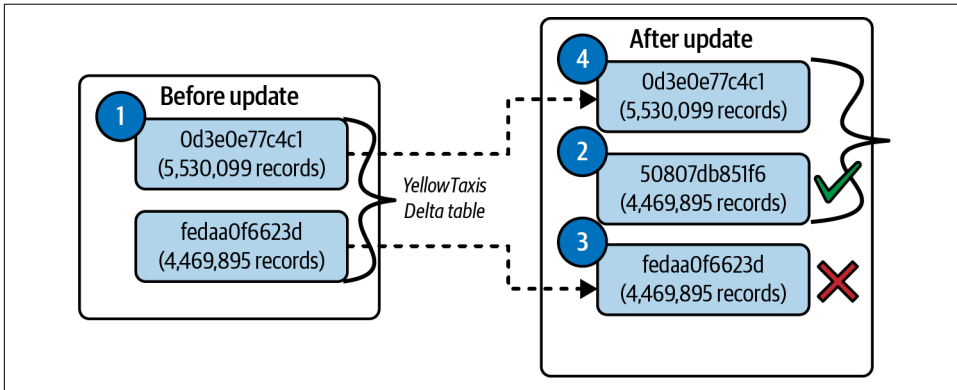 Before update
1
0d3e0e77c4c1
(5,530,099 records)
fedaa0f6623d
(4,469,895 records)
YellowTaxis
Delta table
After update
4
0d3e0e77c4c1
(5,530,099 records)
2
50807db851f6
(4,469,895 records)
3
fedaa0f6623d
(4,469,895 records)